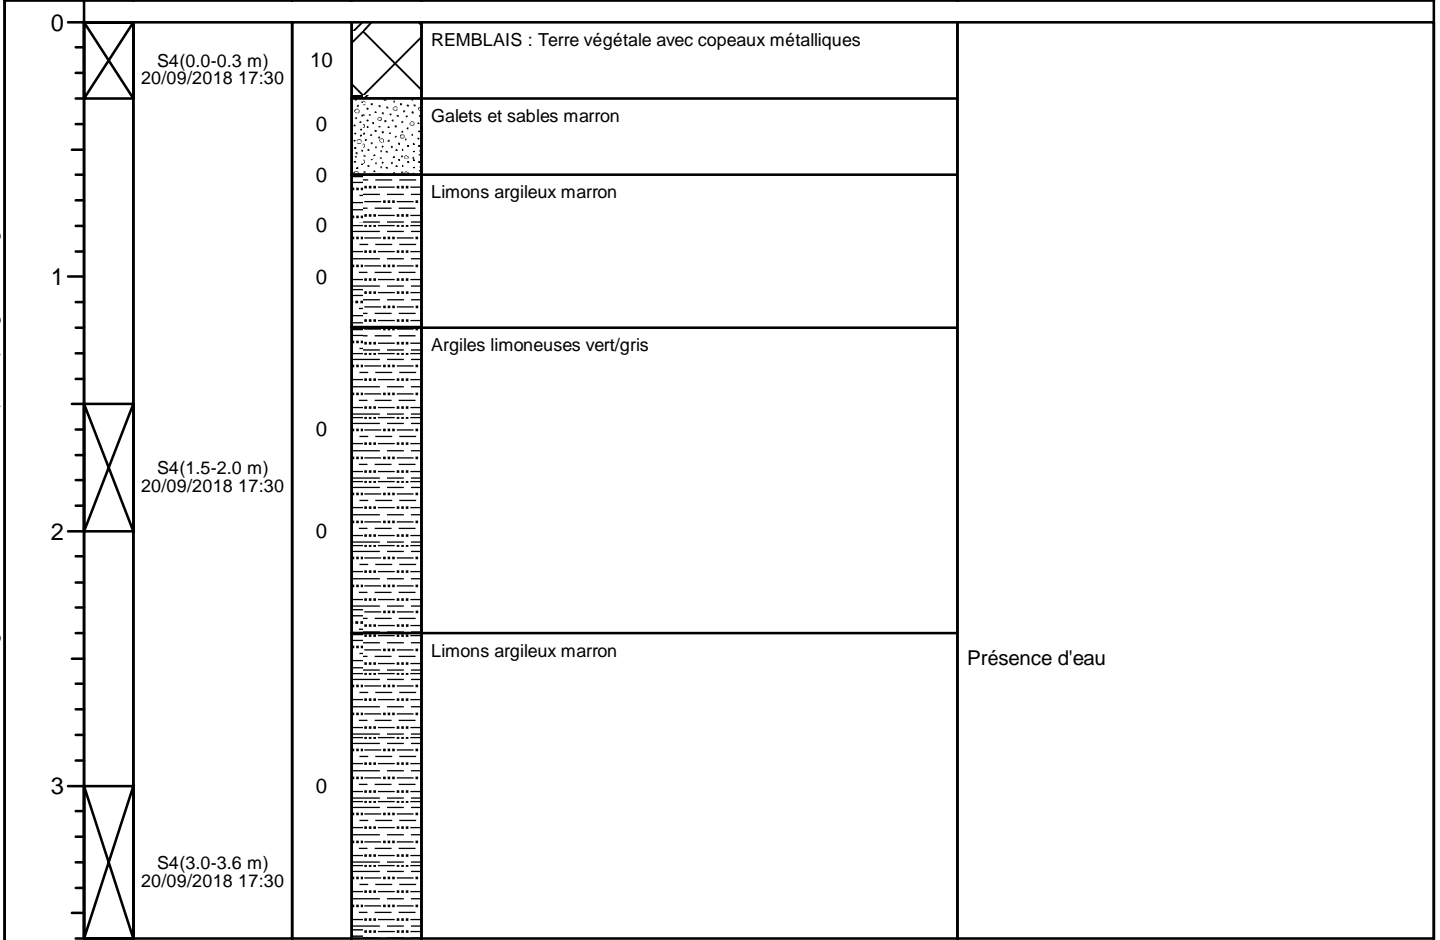 0
S4(0.0-0.3 m)
20/09/2018 17:30
10
REMBLAIS : Terre végétale avec copeaux métalliques
0
Galets et sables marron
0
Limons argileux marron
0
1
0
Argiles limoneuses vert/gris
0
S4(1.5-2.0 m)
20/09/2018 17:30
2
0
Limons argileux marron
Présence d'eau
3
0
S4(3.0-3.6 m)
20/09/2018 17:30